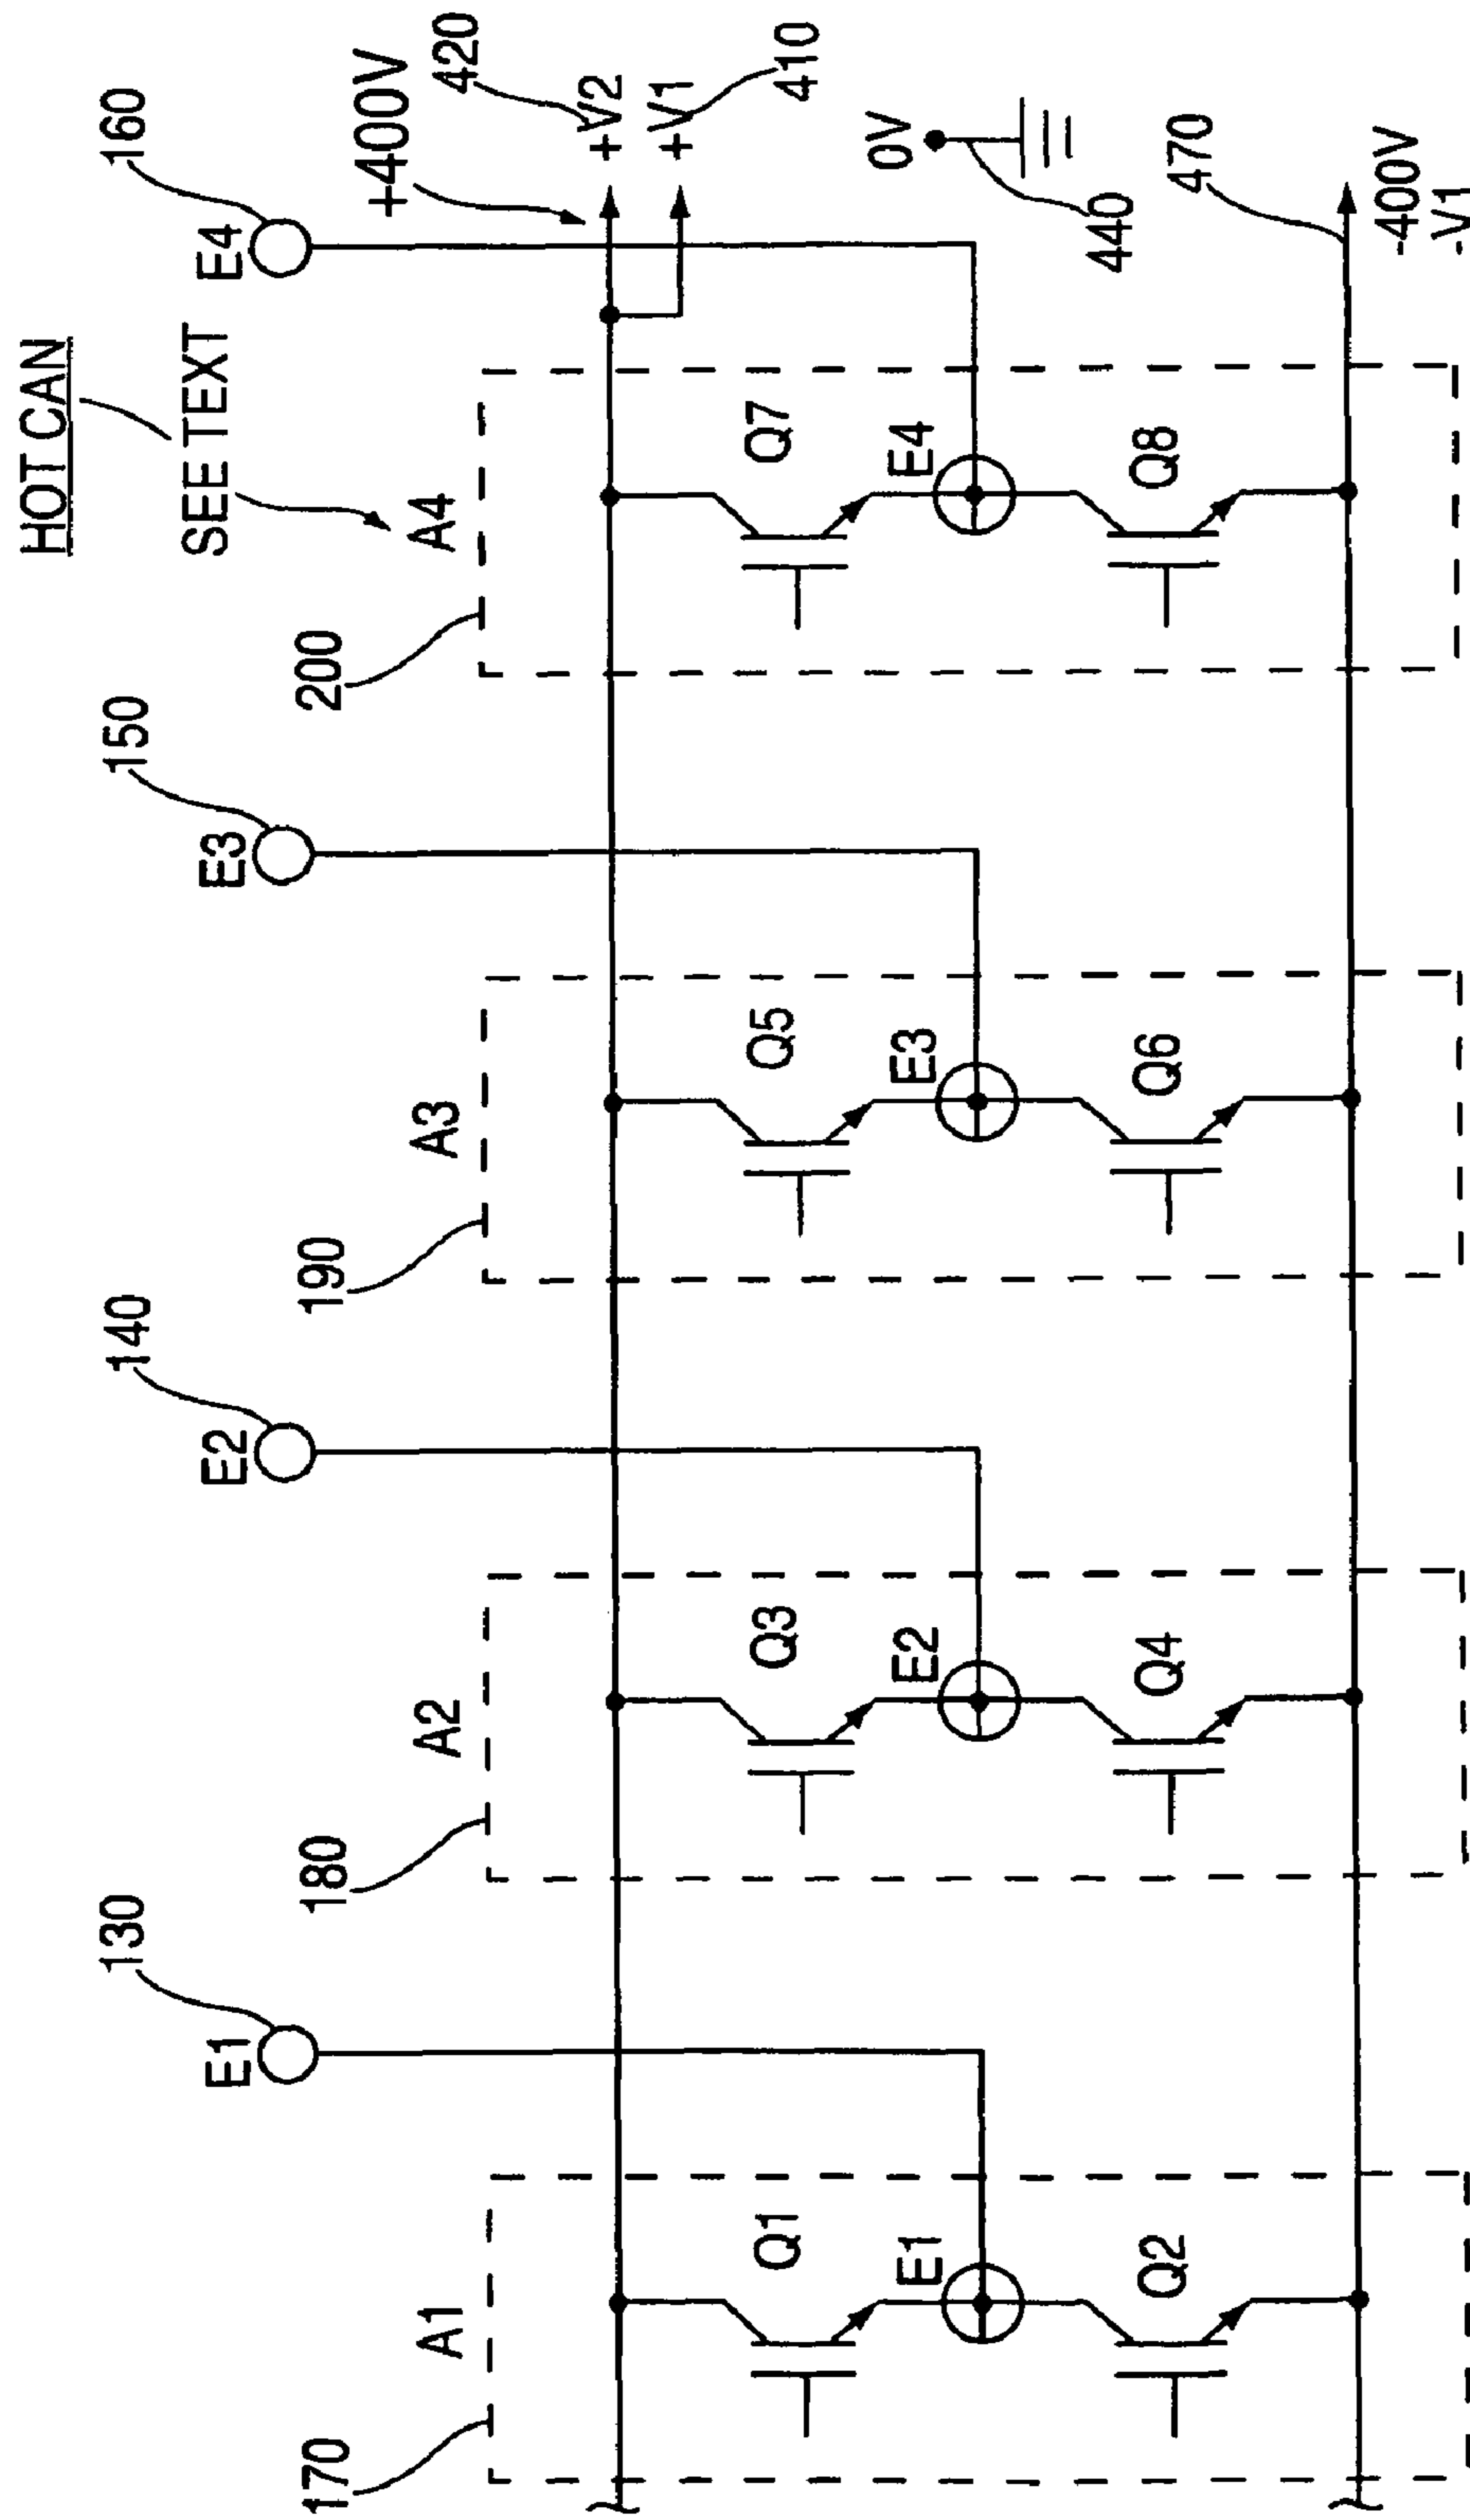 HOT CAN
SEE TEXT
130
140
150
160
E1
E2
E3
E4
170
180
190
200
+400V
A1
A2
A3
A4
420
+V2
+V1
410
Q1
Q3
Q5
Q7
0V
E1
E2
E3
E4
440
Q2
Q4
Q6
Q8
470
-400V
-V1